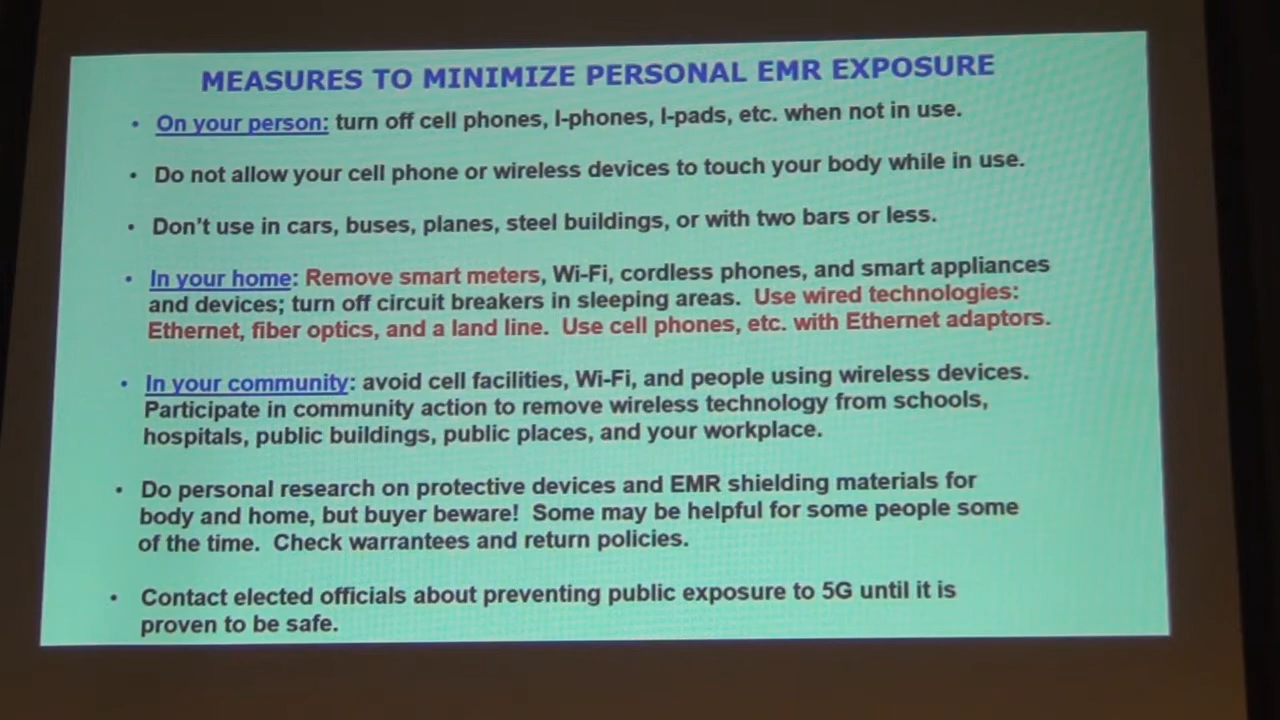 MEASURES TO MINIMIZE PERSONAL EMR EXPOSURE
• On your person: turn off cell phones, I-phones, I-pads, etc. when not in use.
• Do not allow your cell phone or wireless devices to touch your body while in use.
• Don't use in cars, buses, planes, steel buildings, or with two bars or less.
• In your home: Remove smart meters, Wi-Fi, cordless phones, and smart appliances
and devices; turn off circuit breakers in sleeping areas. Use wired technologies:
Ethernet, fiber optics, and a land line. Use cell phones, etc. with Ethernet adaptors.
• In your community: avoid cell facilities, Wi-Fi, and people using wireless devices.
Participate in community action to remove wireless technology from schools,
hospitals, public buildings, public places, and your workplace.
• Do personal research on protective devices and EMR shielding materials for
body and home, but buyer beware! Some may be helpful for some people some
of the time. Check warrantees and return policies.
• Contact elected officials about preventing public exposure to 5G until it is
proven to be safe.